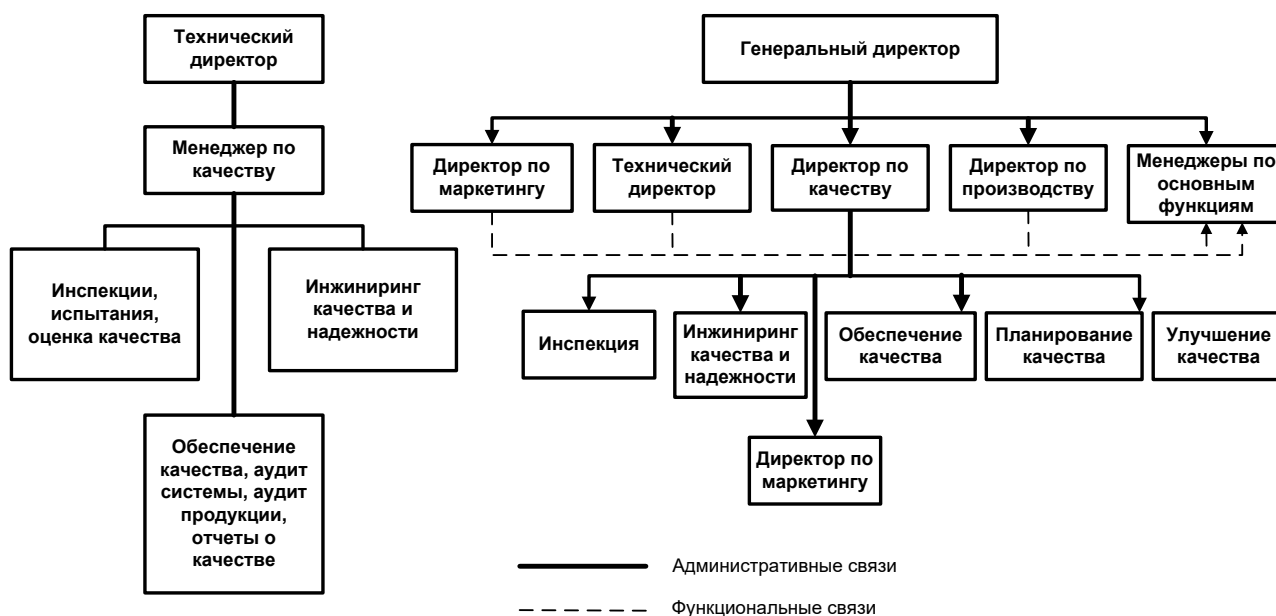 Технический
директор
Менеджер по
качеству
Инспекции,
испытания,
оценка качества
Инжиниринг
качества и
надежности
Обеспечение
качества, аудит
системы, аудит
продукции,
отчеты о
качестве
Генеральный директор
Директор по
маркетингу
Технический
директор
Директор по
качеству
Директор по
производству
Менеджеры по
основным
функциям
Инспекция
Инжиниринг
качества и
надежности
Обеспечение
качества
Планирование
качества
Улучшение
качества
Директор по
маркетингу
Административные связи
Функциональные связи